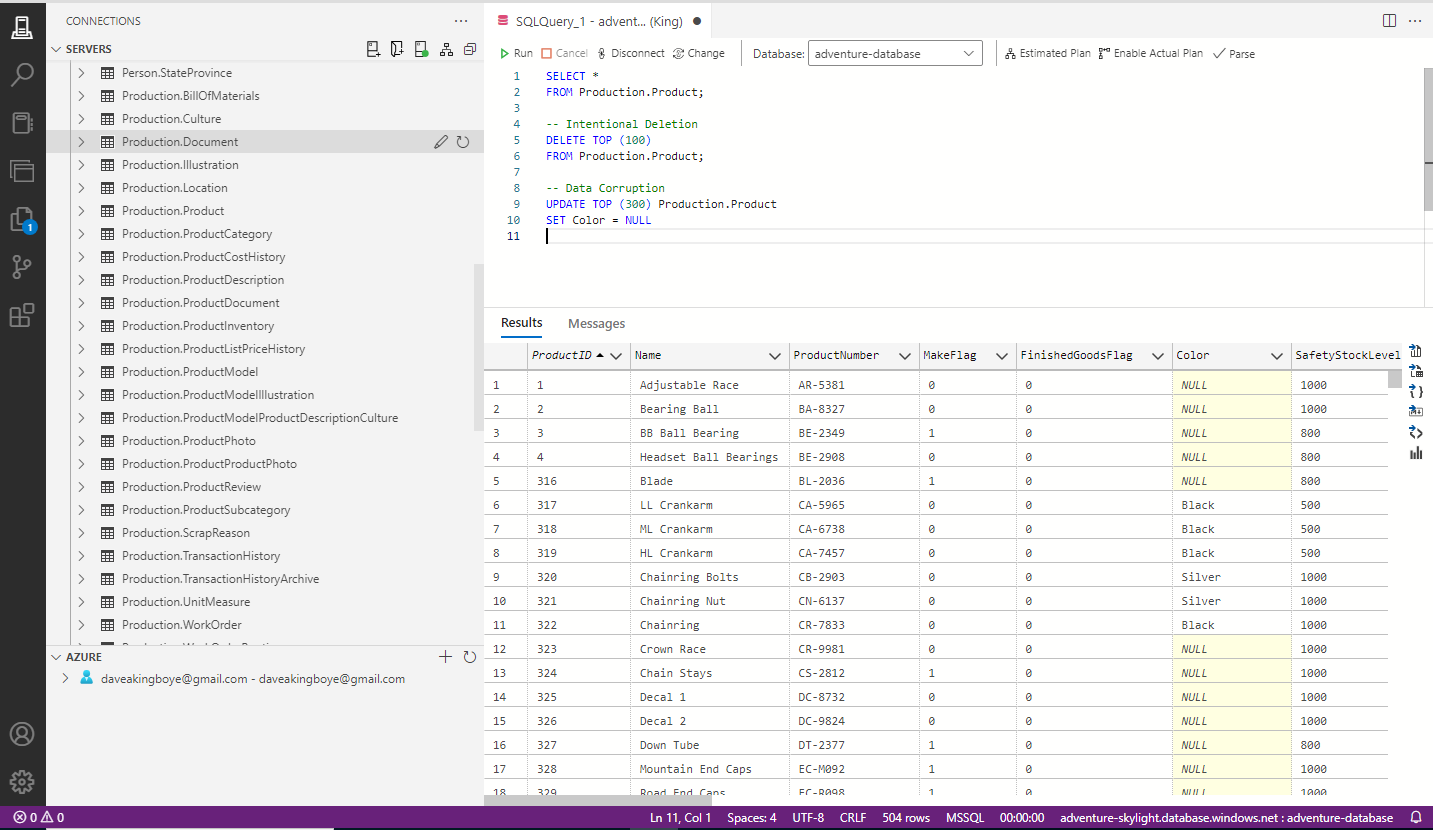 CONNECTIONS
SERVERS
Person.StateProvince
Production.BillOfMaterials
Production.Culture
Production.Document
Production.Illustration
Production.Location
Production.Product
Production.ProductCategory
Production.ProductCostHistory
Production.ProductDescription
Production.ProductDocument
Production.ProductInventory
Production.ProductListPriceHistory
Production.ProductModel
Production.ProductModelIllustration
Production.ProductModelProductDescriptionCulture
Production.ProductPhoto
Production.ProductProductPhoto
Production.ProductReview
Production.ProductSubcategory
Production.ScrapReason
Production.TransactionHistory
Production.TransactionHistoryArchive
Production.UnitMeasure
Production.WorkOrder
AZURE
daveakingboye@gmail.com - daveakingboye@gmail.com
1
SQLQuery_1 - advent... (King)
Run Cancel Disconnect Change Database: adventure-database Estimated Plan Enable Actual Plan Parse
1 SELECT *
2 FROM Production.Product;
3
4 -- Intentional Deletion
5 DELETE TOP (100)
6 FROM Production.Product;
7
8 -- Data Corruption
9 UPDATE TOP (300) Production.Product
10 SET Color = NULL
11
Results Messages
ProductID Name ProductNumber MakeFlag FinishedGoodsFlag Color SafetyStockLevel
1 1 Adjustable Race AR-5381 0 0 NULL 1000
2 2 Bearing Ball BA-8327 0 0 NULL 1000
3 3 BB Ball Bearing BE-2349 1 0 NULL 800
4 4 Headset Ball Bearings BE-2908 0 0 NULL 800
5 316 Blade BL-2036 1 0 NULL 800
6 317 LL Crankarm CA-5965 0 0 Black 500
7 318 ML Crankarm CA-6738 0 0 Black 500
8 319 HL Crankarm CA-7457 0 0 Black 500
9 320 Chainring Bolts CB-2903 0 0 Silver 1000
10 321 Chainring Nut CN-6137 0 0 Silver 1000
11 322 Chainring CR-7833 0 0 Black 1000
12 323 Crown Race CR-9981 0 0 NULL 1000
13 324 Chain Stays CS-2812 1 0 NULL 1000
14 325 Decal 1 DC-8732 0 0 NULL 1000
15 326 Decal 2 DC-9824 0 0 NULL 1000
16 327 Down Tube DT-2377 1 0 NULL 800
17 328 Mountain End Caps EC-M092 1 0 NULL 1000
18 329 Road End Caps EC-R098 1 0 NULL 1000
0 0 Ln 11, Col 1 Spaces: 4 UTF-8 CRLF 504 rows MSSQL 00:00:00 adventure-skylight.database.windows.net : adventure-database